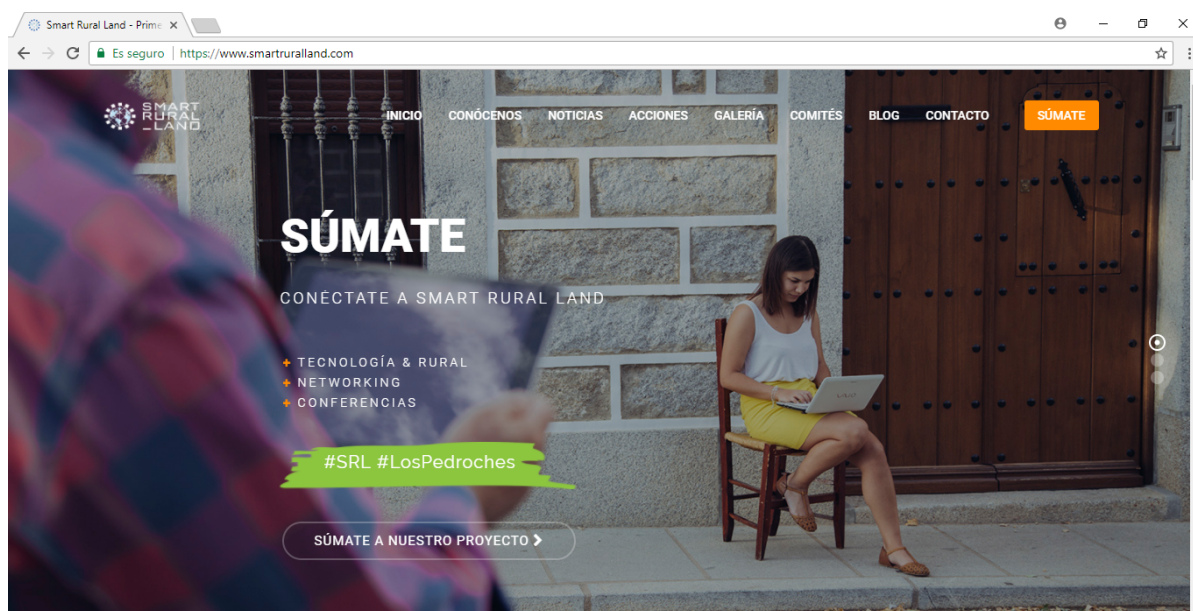 Smart Rural Land - Prime
Es seguro | https://www.smartruralland.com
SMART
RURAL
_LAND
INICIO CONÓCENOS NOTICIAS ACCIONES GALERÍA COMITÉS BLOG CONTACTO SÚMATE
SÚMATE
CONÉCTATE A SMART RURAL LAND
+ TECNOLOGÍA & RURAL
+ NETWORKING
+ CONFERENCIAS
#SRL #LosPedroches
SÚMATE A NUESTRO PROYECTO
VAIO